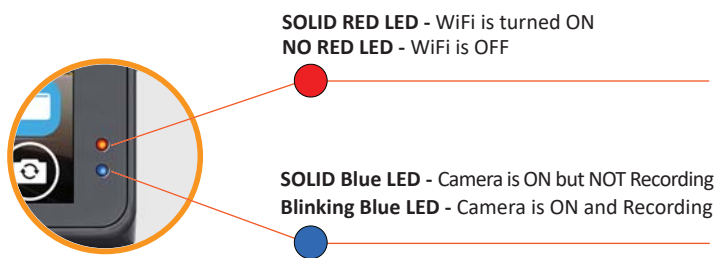 SOLID RED LED - WiFi is turned ON
NO RED LED - WiFi is OFF
SOLID Blue LED - Camera is ON but NOT Recording
Blinking Blue LED - Camera is ON and Recording